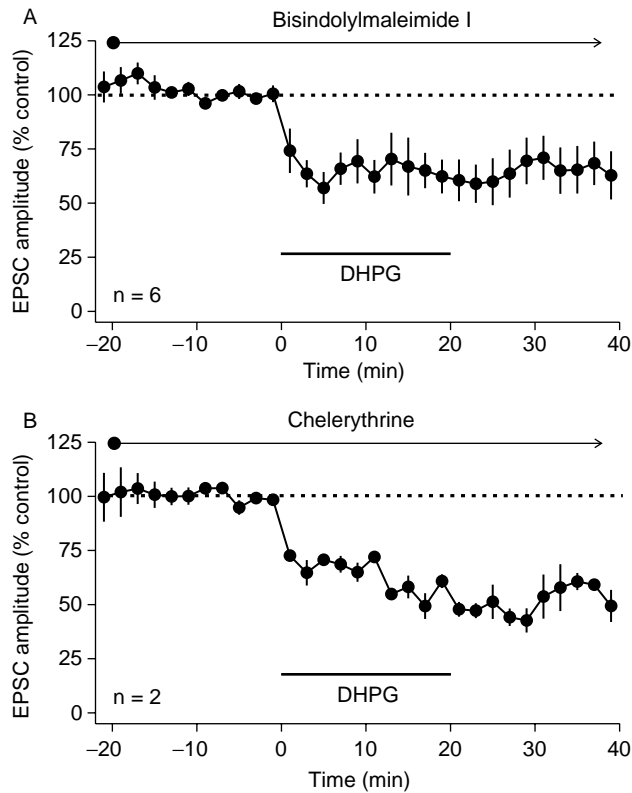 A
Bisindolylmaleimide I
EPSC amplitude (% control)
125
100
75
50
25
0
DHPG
n = 6
−20 −10 0 10 20 30 40
Time (min)
B
Chelerythrine
EPSC amplitude (% control)
125
100
75
50
25
0
DHPG
n = 2
−20 −10 0 10 20 30 40
Time (min)